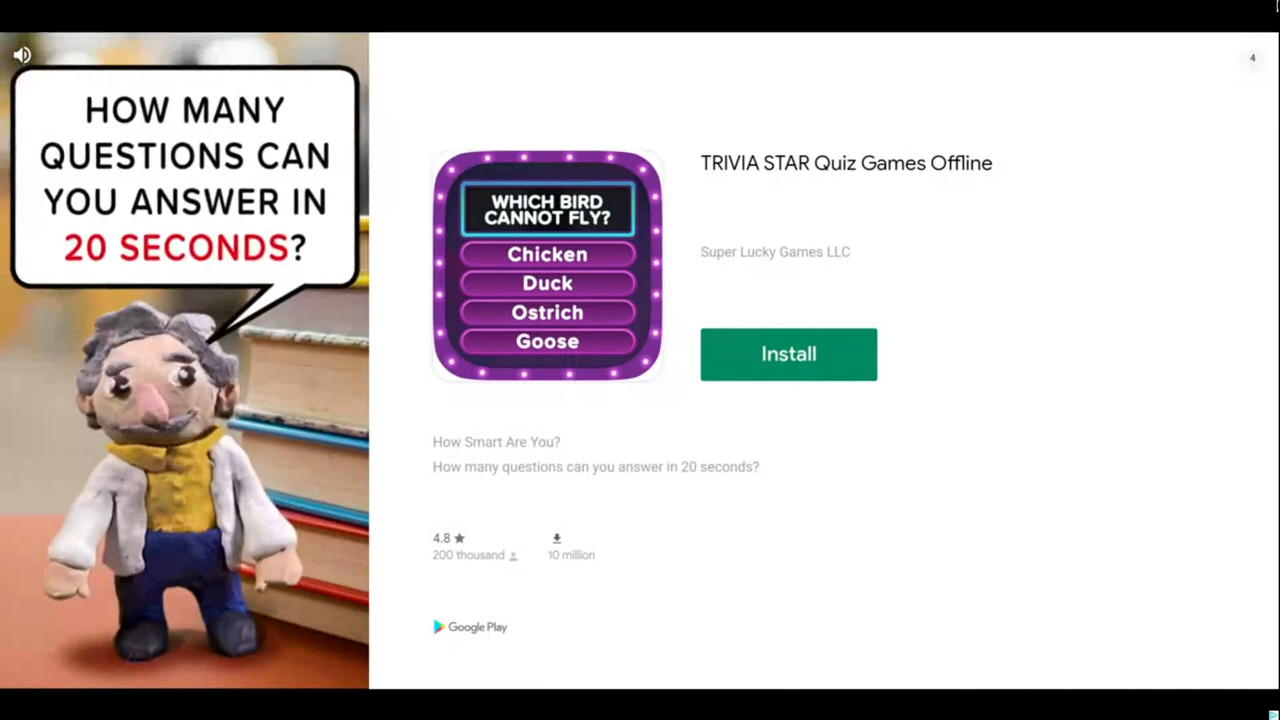 HOW MANY
QUESTIONS CAN
YOU ANSWER IN
20 SECONDS?
4
TRIVIA STAR Quiz Games Offline
WHICH BIRD
CANNOT FLY?
Chicken
Duck
Ostrich
Goose
Super Lucky Games LLC
Install
How Smart Are You?
How many questions can you answer in 20 seconds?
4.8
200 thousand
10 million
Google Play